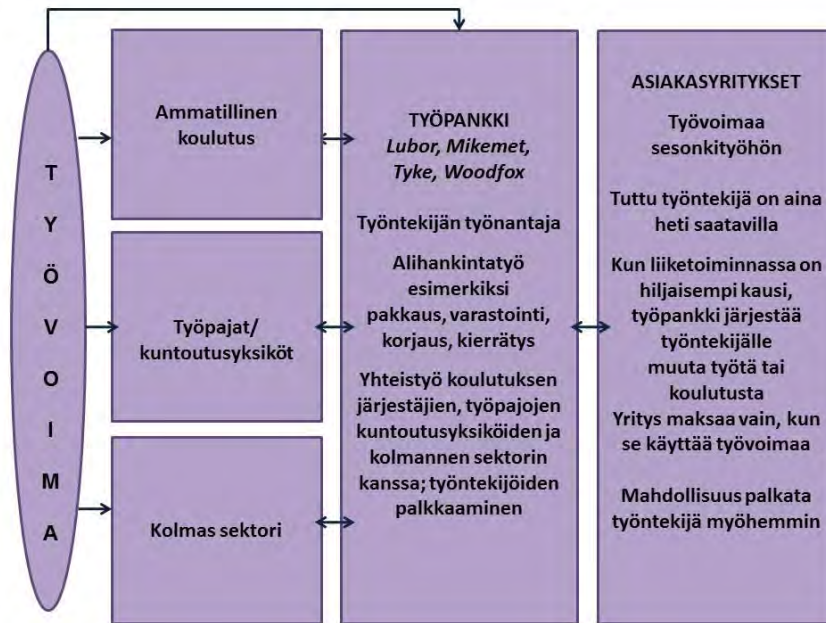 TYÖVOIMA
Ammatillinen
koulutus
Työpajat/
kuntoutusyksiköt
Kolmas sektori
TYÖPANKKI
Lubor, Mikemet,
Tyke, Woodfox
Työntekijän työnantaja
Alihankintatyö
esimerkiksi
pakkaus, varastointi,
korjaus, kierrätys
Yhteistyö koulutuksen
järjestäjien, työpajojen
kuntoutusyksiköiden ja
kolmannen sektorin
kanssa; työntekijöiden
palkkaaminen
ASIAKASYRITYKSET
Työvoimaa
sesonkityöhön
Tuttu työntekijä on aina
heti saatavilla
Kun liiketoiminnassa on
hiljaisempi kausi,
työpankki järjestää
työntekijälle
muuta työtä tai
koulutusta
Yritys maksaa vain, kun
se käyttää työvoimaa
Mahdollisuus palkata
työntekijä myöhemmin